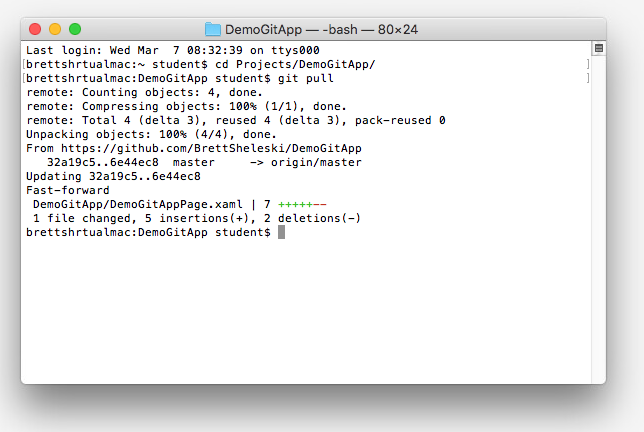 DemoGitApp — -bash — 80×24
Last login: Wed Mar  7 08:32:39 on ttys000
[brettshrtualmac:~ student$ cd Projects/DemoGitApp/ ]
[brettshrtualmac:DemoGitApp student$ git pull ]
remote: Counting objects: 4, done.
remote: Compressing objects: 100% (1/1), done.
remote: Total 4 (delta 3), reused 4 (delta 3), pack-reused 0
Unpacking objects: 100% (4/4), done.
From https://github.com/BrettSheleski/DemoGitApp
   32a19c5..6e44ec8  master     -> origin/master
Updating 32a19c5..6e44ec8
Fast-forward
 DemoGitApp/DemoGitAppPage.xaml | 7 +++++--
 1 file changed, 5 insertions(+), 2 deletions(-)
brettshrtualmac:DemoGitApp student$